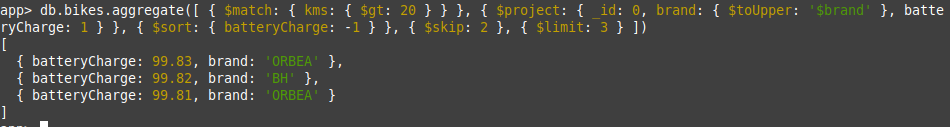 app> db.bikes.aggregate([ { $match: { kms: { $gt: 20 } } }, { $project: { _id: 0, brand: { $toUpper: '$brand' }, batte
ryCharge: 1 } }, { $sort: { batteryCharge: -1 } }, { $skip: 2 }, { $limit: 3 } ])
[
  { batteryCharge: 99.83, brand: 'ORBEA' },
  { batteryCharge: 99.82, brand: 'BH' },
  { batteryCharge: 99.81, brand: 'ORBEA' }
]